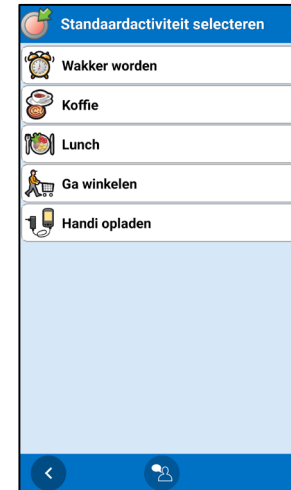 Standaardactiviteit selecteren
Wakker worden
Koffie
Lunch
Ga winkelen
Handi opladen